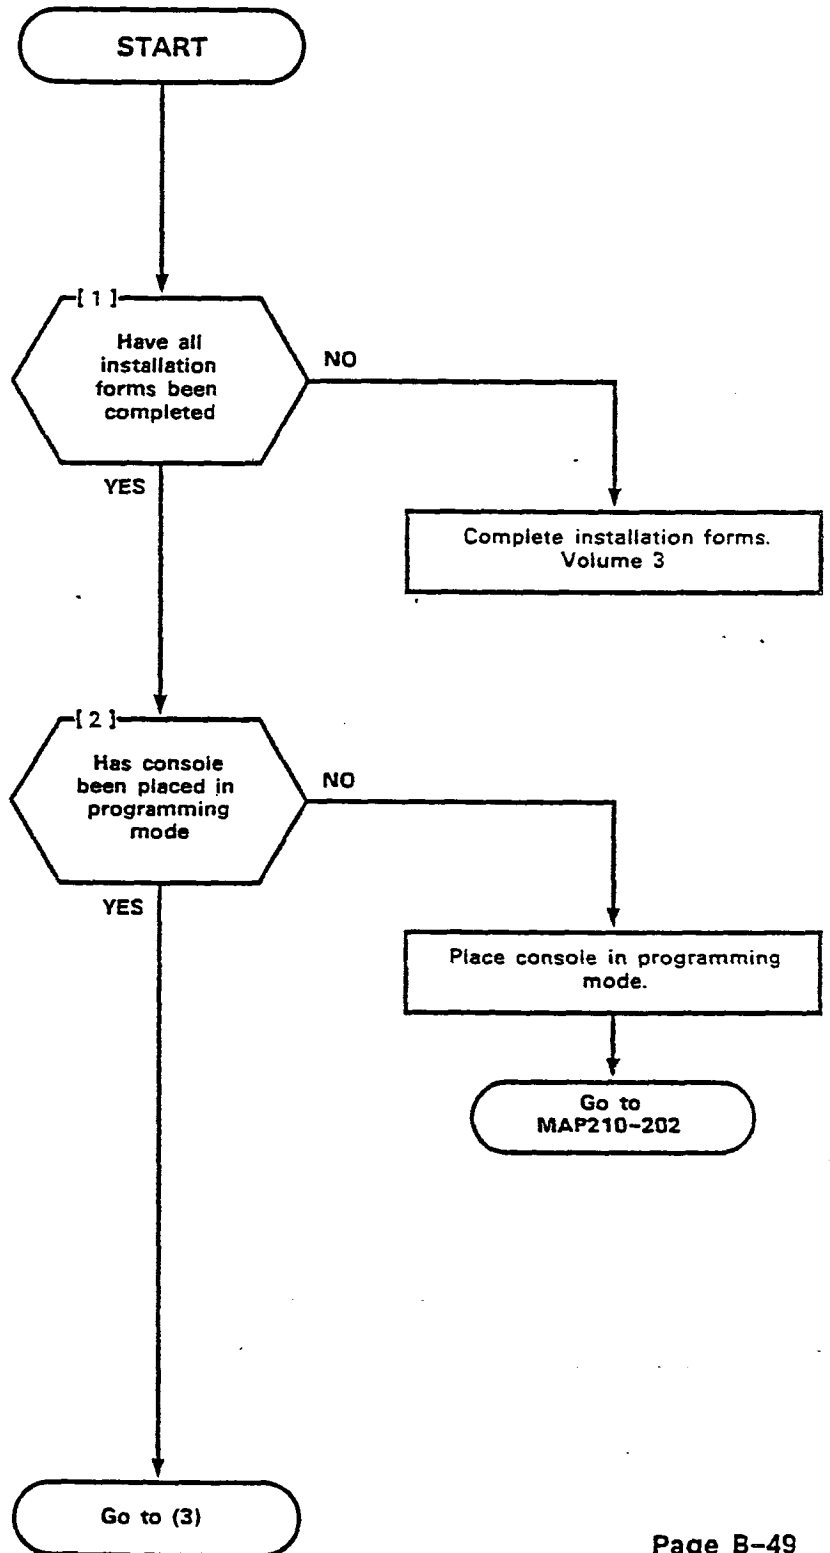 START
[ 1 ]
Have all
installation
forms been
completed
NO
YES
Complete installation forms.
Volume 3
[ 2 ]
Has console
been placed in
programming
mode
NO
YES
Place console in programming
mode.
Go to
MAP210-202
Go to (3)
Page B-49